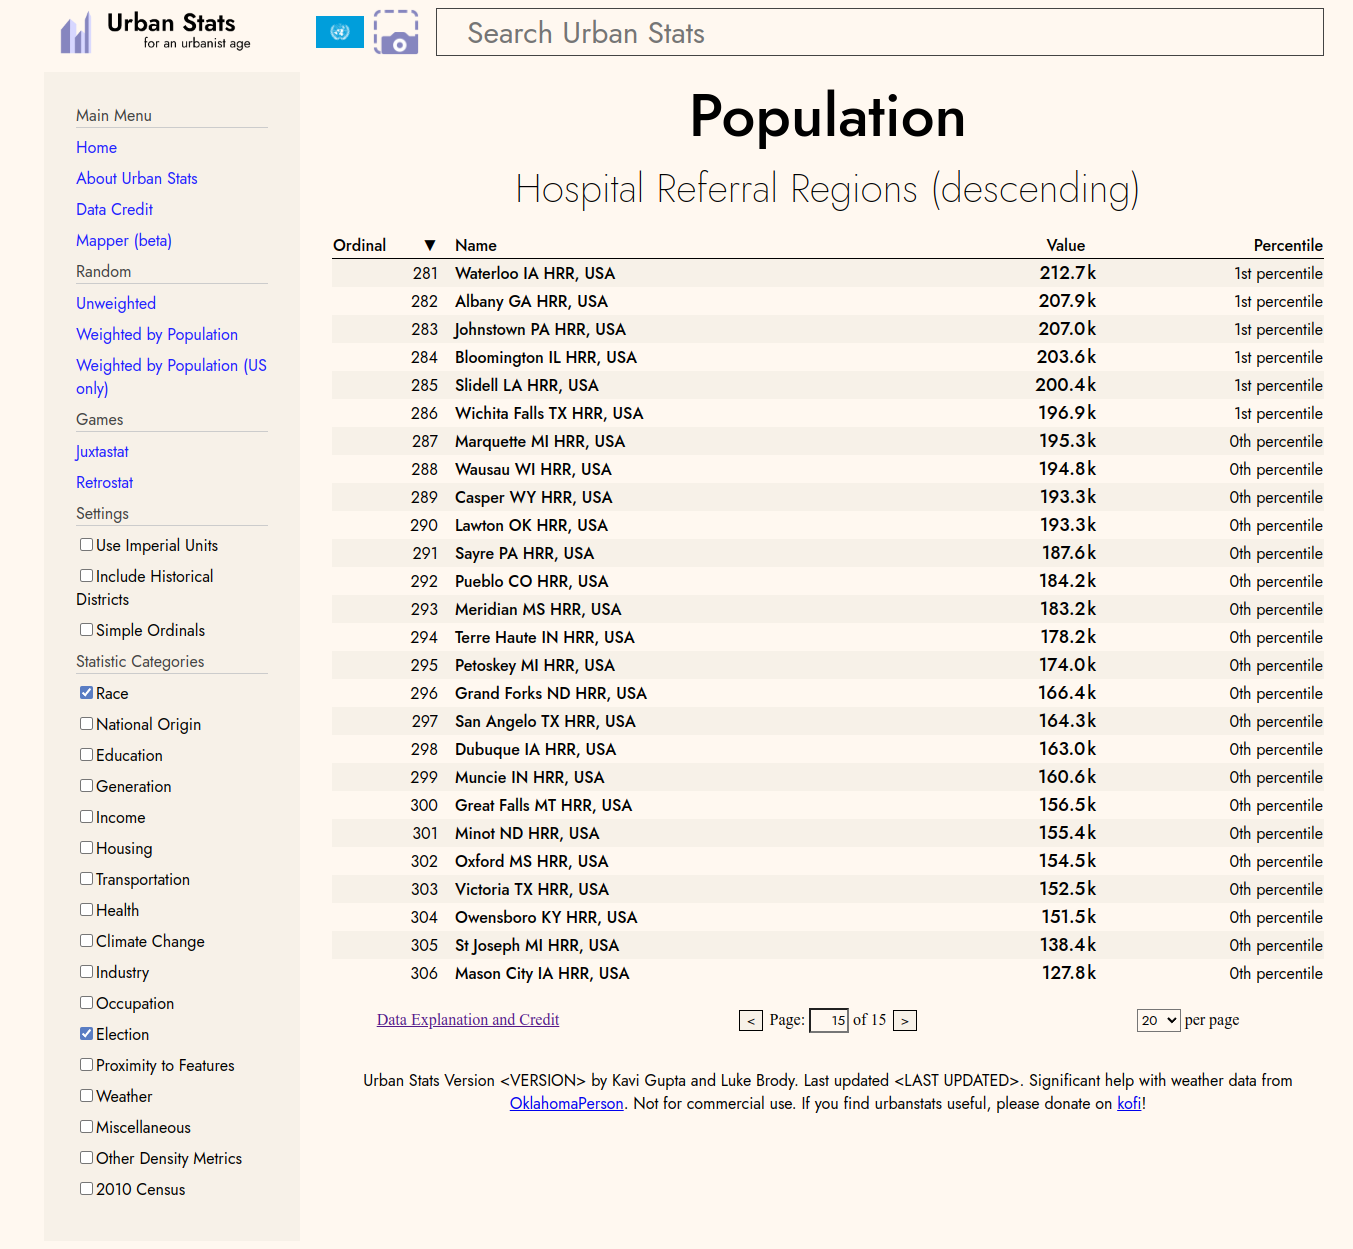 Urban Stats
for an urbanist age
Search Urban Stats
Main Menu
Home
About Urban Stats
Data Credit
Mapper (beta)
Random
Unweighted
Weighted by Population
Weighted by Population (US
only)
Games
Juxtastat
Retrostat
Settings
Use Imperial Units
Include Historical
Districts
Simple Ordinals
Statistic Categories
Race
National Origin
Education
Generation
Income
Housing
Transportation
Health
Climate Change
Industry
Occupation
Election
Proximity to Features
Weather
Miscellaneous
Other Density Metrics
2010 Census
Population
Hospital Referral Regions (descending)
Ordinal ▼ Name Value Percentile
281 Waterloo IA HRR, USA 212.7k 1st percentile
282 Albany GA HRR, USA 207.9k 1st percentile
283 Johnstown PA HRR, USA 207.0k 1st percentile
284 Bloomington IL HRR, USA 203.6k 1st percentile
285 Slidell LA HRR, USA 200.4k 1st percentile
286 Wichita Falls TX HRR, USA 196.9k 1st percentile
287 Marquette MI HRR, USA 195.3k 0th percentile
288 Wausau WI HRR, USA 194.8k 0th percentile
289 Casper WY HRR, USA 193.3k 0th percentile
290 Lawton OK HRR, USA 193.3k 0th percentile
291 Sayre PA HRR, USA 187.6k 0th percentile
292 Pueblo CO HRR, USA 184.2k 0th percentile
293 Meridian MS HRR, USA 183.2k 0th percentile
294 Terre Haute IN HRR, USA 178.2k 0th percentile
295 Petoskey MI HRR, USA 174.0k 0th percentile
296 Grand Forks ND HRR, USA 166.4k 0th percentile
297 San Angelo TX HRR, USA 164.3k 0th percentile
298 Dubuque IA HRR, USA 163.0k 0th percentile
299 Muncie IN HRR, USA 160.6k 0th percentile
300 Great Falls MT HRR, USA 156.5k 0th percentile
301 Minot ND HRR, USA 155.4k 0th percentile
302 Oxford MS HRR, USA 154.5k 0th percentile
303 Victoria TX HRR, USA 152.5k 0th percentile
304 Owensboro KY HRR, USA 151.5k 0th percentile
305 St Joseph MI HRR, USA 138.4k 0th percentile
306 Mason City IA HRR, USA 127.8k 0th percentile
Data Explanation and Credit < Page: 15 of 15 > 20 per page
Urban Stats Version <VERSION> by Kavi Gupta and Luke Brody. Last updated <LAST UPDATED>. Significant help with weather data from
OklahomaPerson. Not for commercial use. If you find urbanstats useful, please donate on kofi!